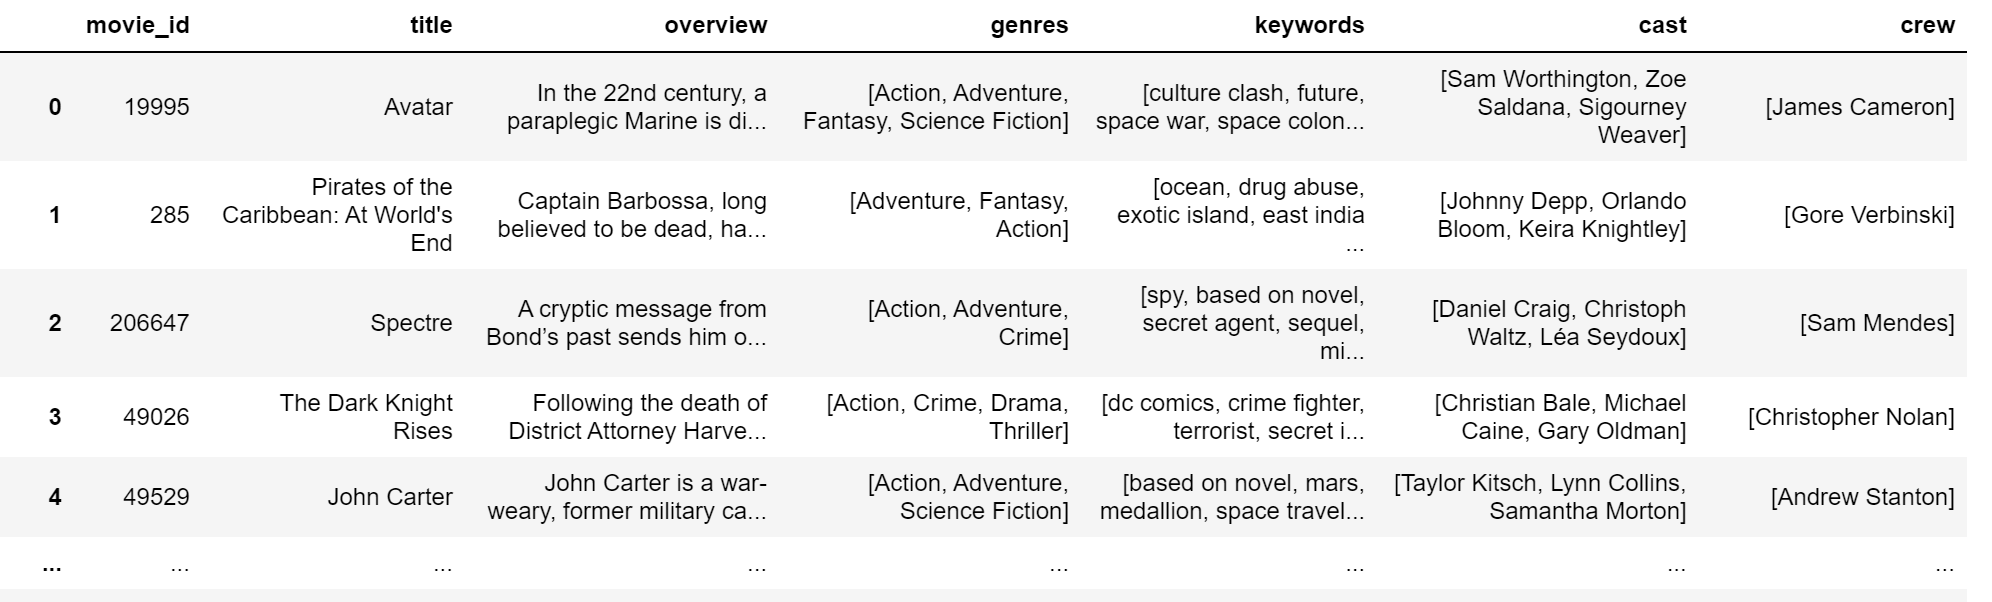 movie_id title overview genres keywords cast crew
[Sam Worthington, Zoe
In the 22nd century, a [Action, Adventure, [culture clash, future,
0 19995 Avatar Saldana, Sigourney [James Cameron]
paraplegic Marine is di... Fantasy, Science Fiction] space war, space colon...
Weaver]
Pirates of the [ocean, drug abuse,
Captain Barbossa, long [Adventure, Fantasy, [Johnny Depp, Orlando
1 285 Caribbean: At World's exotic island, east india [Gore Verbinski]
believed to be dead, ha... Action] Bloom, Keira Knightley]
End ...
[spy, based on novel,
A cryptic message from [Action, Adventure, [Daniel Craig, Christoph
2 206647 Spectre secret agent, sequel, [Sam Mendes]
Bond’s past sends him o... Crime] Waltz, Léa Seydoux]
mi...
The Dark Knight Following the death of [Action, Crime, Drama, [dc comics, crime fighter, [Christian Bale, Michael
3 49026 [Christopher Nolan]
Rises District Attorney Harve... Thriller] terrorist, secret i... Caine, Gary Oldman]
John Carter is a war- [Action, Adventure, [based on novel, mars, [Taylor Kitsch, Lynn Collins,
4 49529 John Carter [Andrew Stanton]
weary, former military ca... Science Fiction] medallion, space travel... Samantha Morton]
... ... ... ... ... ... ... ...